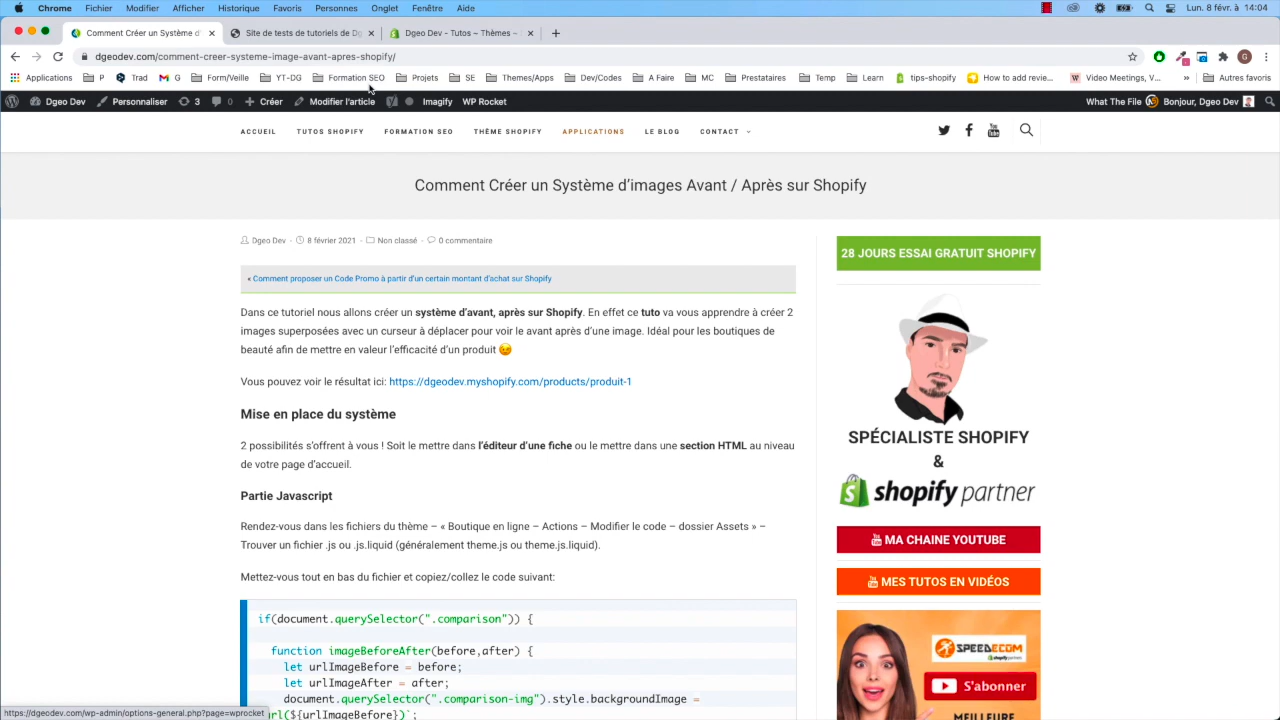 Chrome Fichier Édition Présentation Historique Favoris Profils Onglet Fenêtre Aide Lun. 8 févr. à 14:04
Comment Créer un Système d' Site de tests de tutoriels de Dg Dgeo Dev - Tutos ~ Thèmes ~
dgeodev.com/comment-creer-systeme-image-avant-apres-shopify/
Applications P Trad G Form/Veille YT-DG Formation SEO Projets SE Themes/Apps Dev/Codes A Faire MC Prestataires Temp Learn tips-shopify How to add revie... Video Meetings, V... » Autres favoris
Dgeo Dev Personnaliser 3 0 Créer Modifier l'article Imagify WP Rocket What The File Bonjour, Dgeo Dev
ACCUEIL TUTOS SHOPIFY FORMATION SEO THÈME SHOPIFY APPLICATIONS LE BLOG CONTACT
Comment Créer un Système d'images Avant / Après sur Shopify
Dgeo Dev - 8 février 2021 - Non classé - 0 commentaire
« Comment proposer un Code Promo à partir d'un certain montant d'achat sur Shopify
Dans ce tutoriel nous allons créer un système d'avant, après sur Shopify. En effet ce tuto va vous apprendre à créer 2
images superposées avec un curseur à déplacer pour voir le avant après d'une image. Idéal pour les boutiques de
beauté afin de mettre en valeur l'efficacité d'un produit 😉
Vous pouvez voir le résultat ici: https://dgeodev.myshopify.com/products/produit-1
Mise en place du système
2 possibilités s'offrent à vous ! Soit le mettre dans l'éditeur d'une fiche ou le mettre dans une section HTML au niveau
de votre page d'accueil.
Partie Javascript
Rendez-vous dans les fichiers du thème – « Boutique en ligne – Actions – Modifier le code – dossier Assets » –
Trouver un fichier .js ou .js.liquid (généralement theme.js ou theme.js.liquid).
Mettez-vous tout en bas du fichier et copiez/collez le code suivant:
if(document.querySelector(".comparison")) {
function imageBeforeAfter(before,after) {
let urlImageBefore = before;
let urlImageAfter = after;
document.querySelector(".comparison-img").style.backgroundImage =
rl(${urlImageBefore})`;
28 JOURS ESSAI GRATUIT SHOPIFY
SPÉCIALISTE SHOPIFY
&
shopify partner
MA CHAINE YOUTUBE
MES TUTOS EN VIDÉOS
SPEEDECOM
shopify partner
S'abonner
MEILLEURE
https://dgeodev.com/wp-admin/options-general.php?page=wprocket